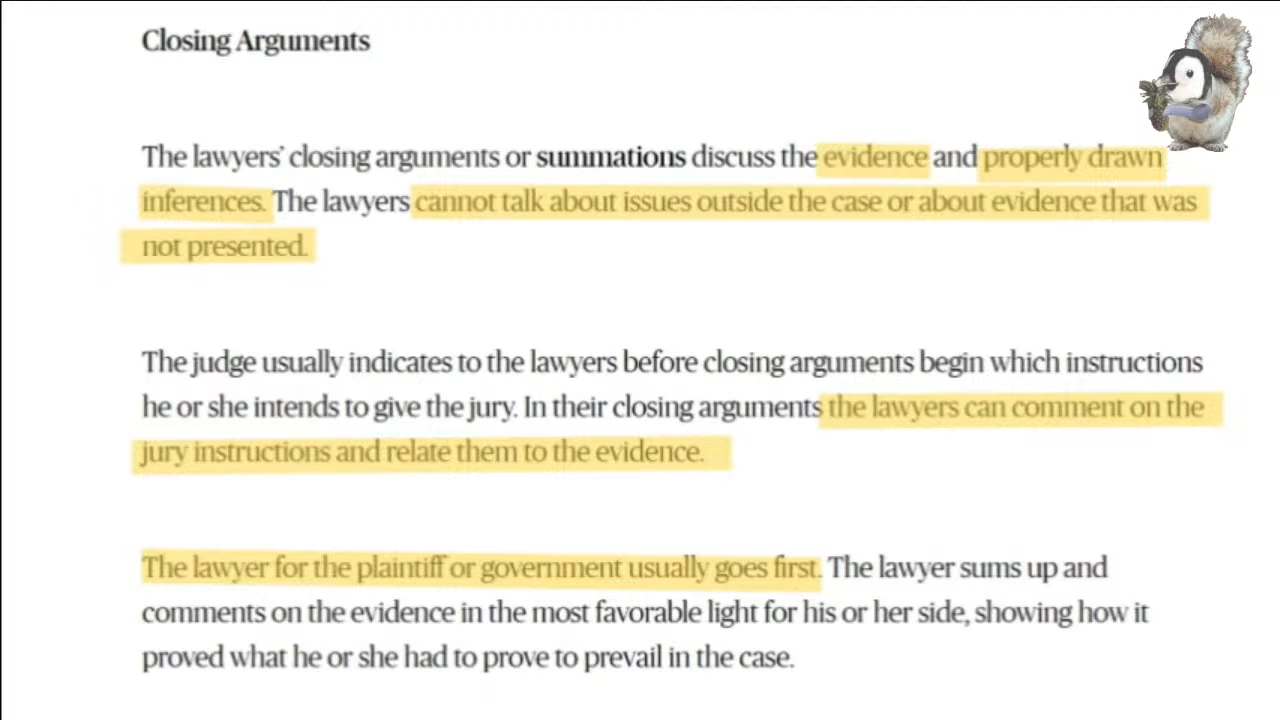 Closing Arguments
The lawyers’ closing arguments or summations discuss the evidence and properly drawn
inferences. The lawyers cannot talk about issues outside the case or about evidence that was
not presented.
The judge usually indicates to the lawyers before closing arguments begin which instructions
he or she intends to give the jury. In their closing arguments the lawyers can comment on the
jury instructions and relate them to the evidence.
The lawyer for the plaintiff or government usually goes first. The lawyer sums up and
comments on the evidence in the most favorable light for his or her side, showing how it
proved what he or she had to prove to prevail in the case.